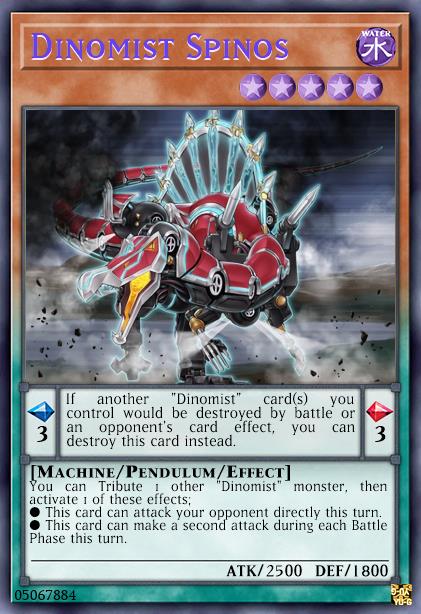 Dinomist Spinos
WATER
水
If another "Dinomist" card(s) you
control would be destroyed by battle or
an opponent's card effect, you can
destroy this card instead.
3
3
[Machine/Pendulum/Effect]
You can Tribute 1 other "Dinomist" monster, then
activate 1 of these effects;
● This card can attack your opponent directly this turn.
● This card can make a second attack during each Battle
Phase this turn.
ATK/2500 DEF/1800
05067884